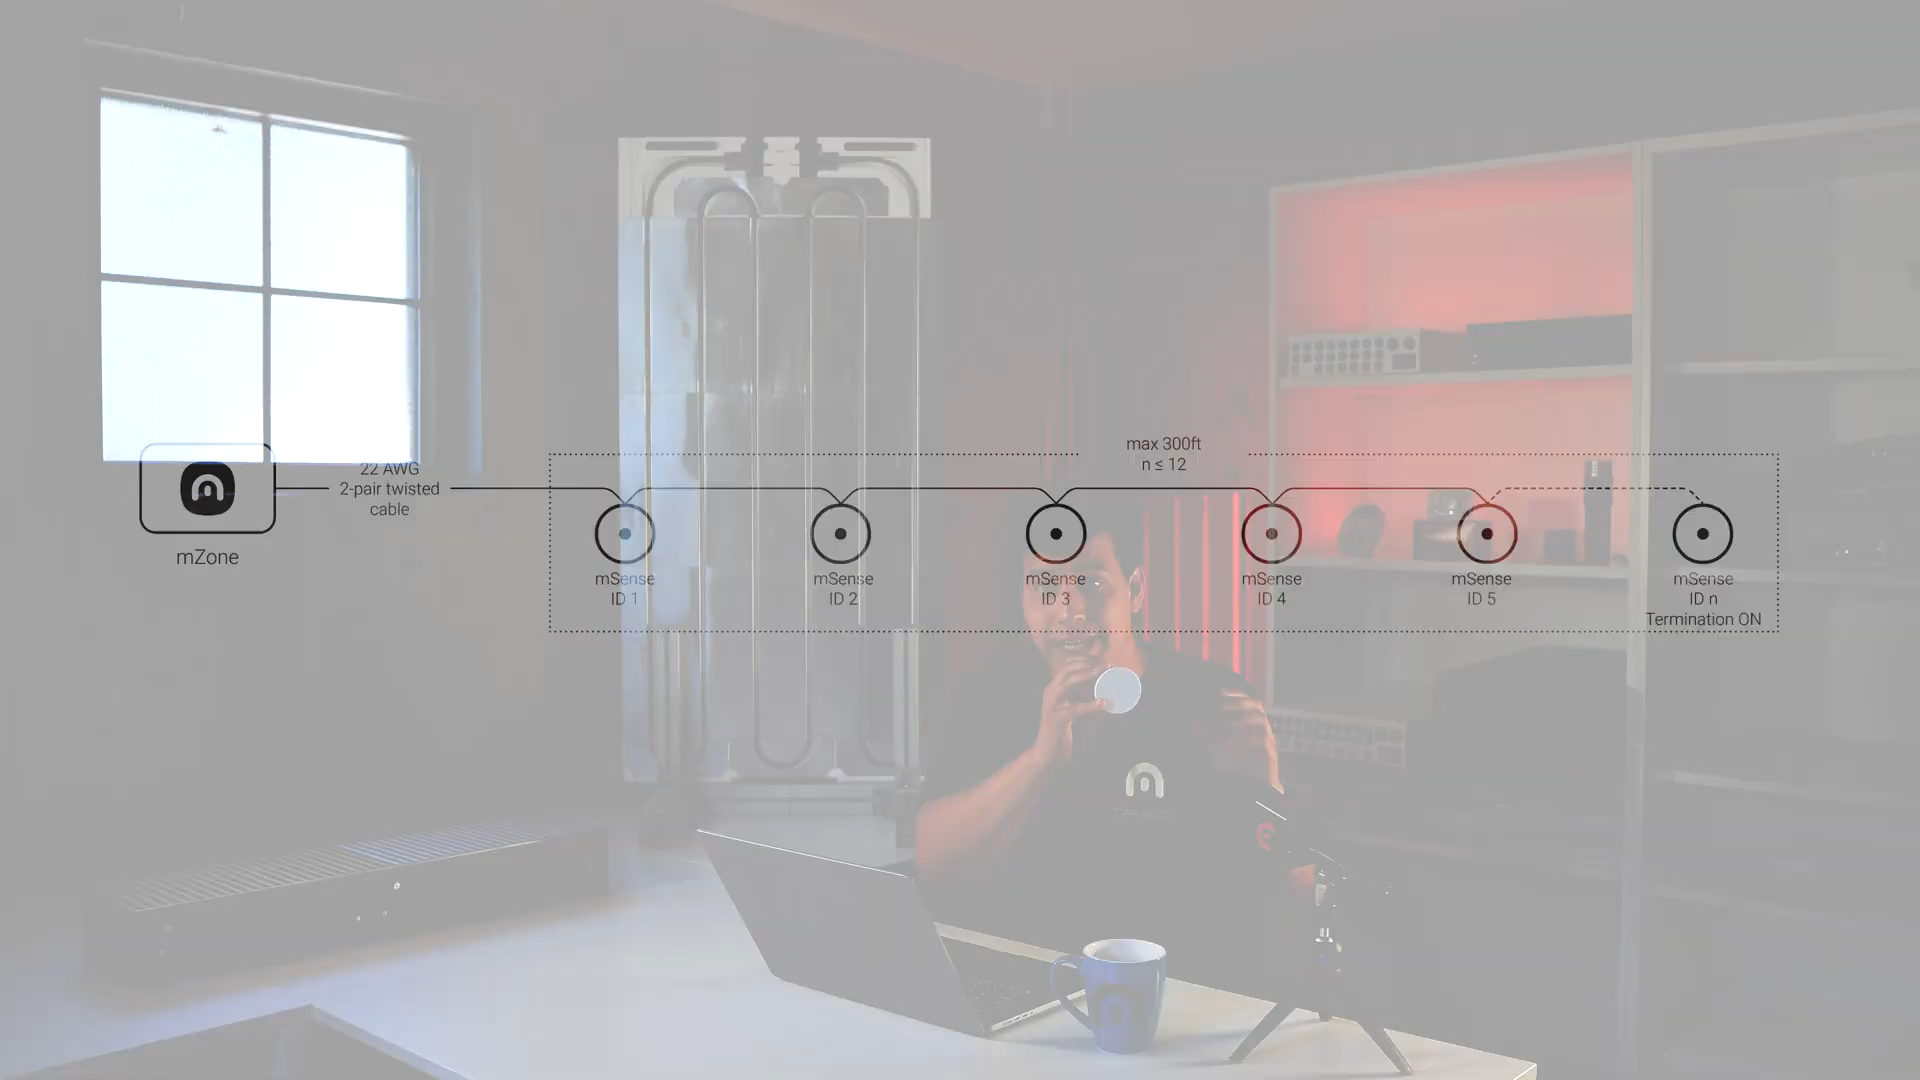 max 300ft
n ≤ 12
22 AWG
2-pair twisted
cable
mZone
mSense
ID 1
mSense
ID 2
mSense
ID 3
mSense
ID 4
mSense
ID 5
mSense
ID n
Termination ON